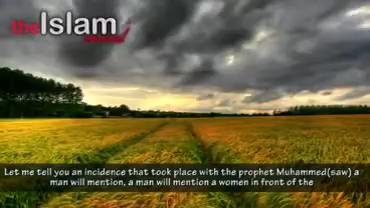 theIslam
channel
Let me tell you an incidence that took place with the prophet Muhammed(saw) a
man will mention, a man will mention a women in front of the